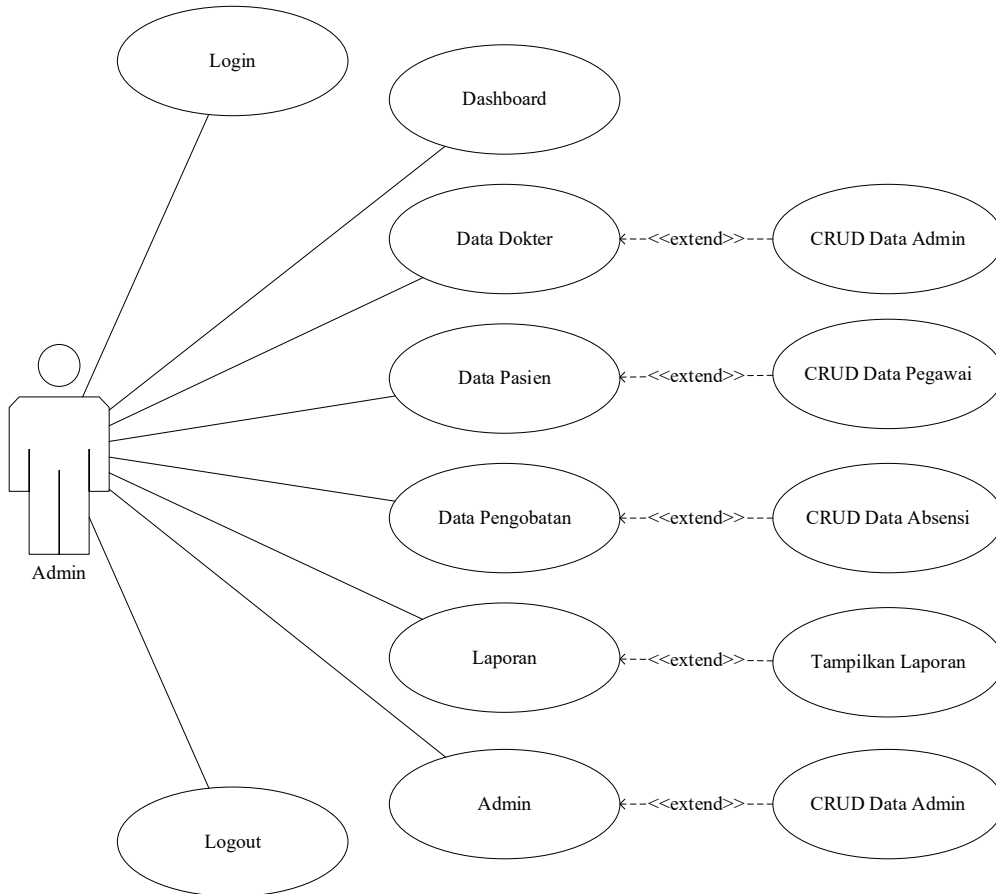 Login
Dashboard
Data Dokter
<<extend>>
CRUD Data Admin
Data Pasien
<<extend>>
CRUD Data Pegawai
Data Pengobatan
<<extend>>
CRUD Data Absensi
Admin
Laporan
<<extend>>
Tampilkan Laporan
Admin
<<extend>>
CRUD Data Admin
Logout